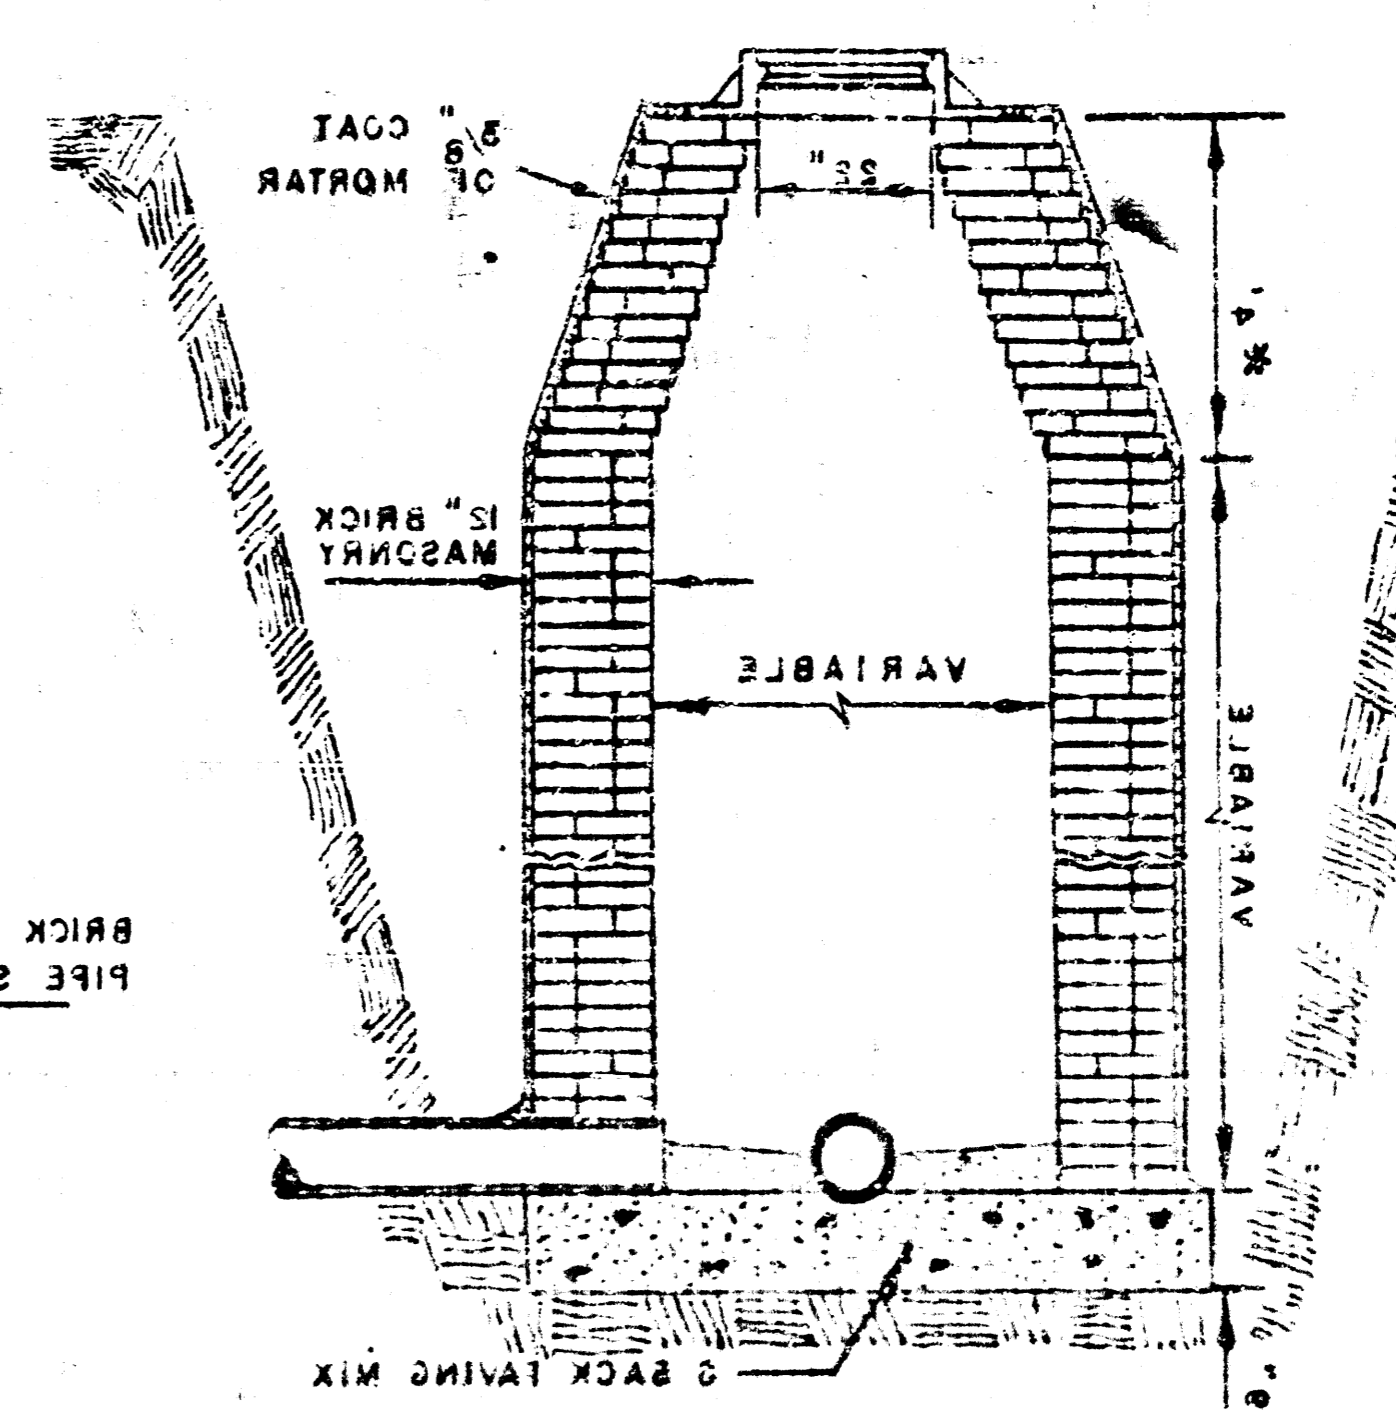 5/8" COAT
OF MORTAR
22"
4'
12" BRICK
MASONRY
VARIABLE
VARIABLE
BRICK
PIPE S
SACK PAVING MIX